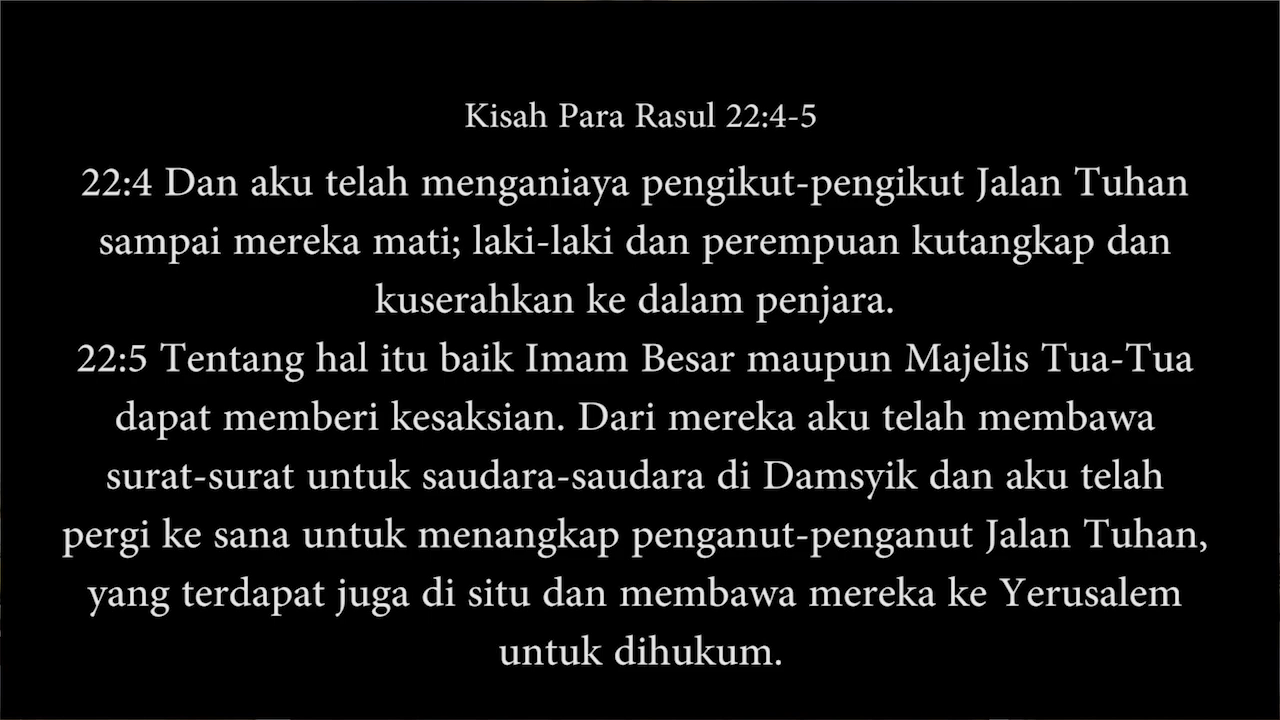 Kisah Para Rasul 22:4-5
22:4 Dan aku telah menganiaya pengikut-pengikut Jalan Tuhan
sampai mereka mati; laki-laki dan perempuan kutangkap dan
kuserahkan ke dalam penjara.
22:5 Tentang hal itu baik Imam Besar maupun Majelis Tua-Tua
dapat memberi kesaksian. Dari mereka aku telah membawa
surat-surat untuk saudara-saudara di Damsyik dan aku telah
pergi ke sana untuk menangkap penganut-penganut Jalan Tuhan,
yang terdapat juga di situ dan membawa mereka ke Yerusalem
untuk dihukum.